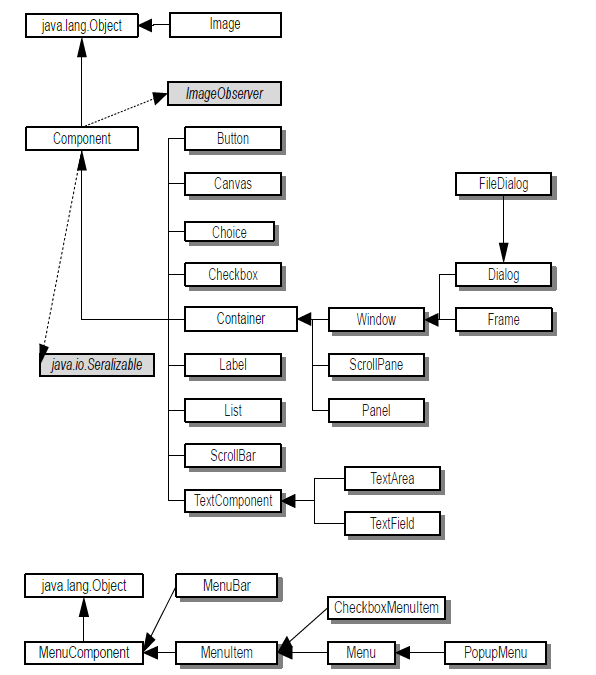 java.lang.Object
Image
ImageObserver
Component
Button
Canvas
FileDialog
Choice
Checkbox
Dialog
Container
Window
Frame
java.io.Seralizable
Label
ScrollPane
List
Panel
ScrollBar
TextArea
TextComponent
TextField
java.lang.Object
MenuBar
CheckboxMenuItem
MenuComponent
MenuItem
Menu
PopupMenu